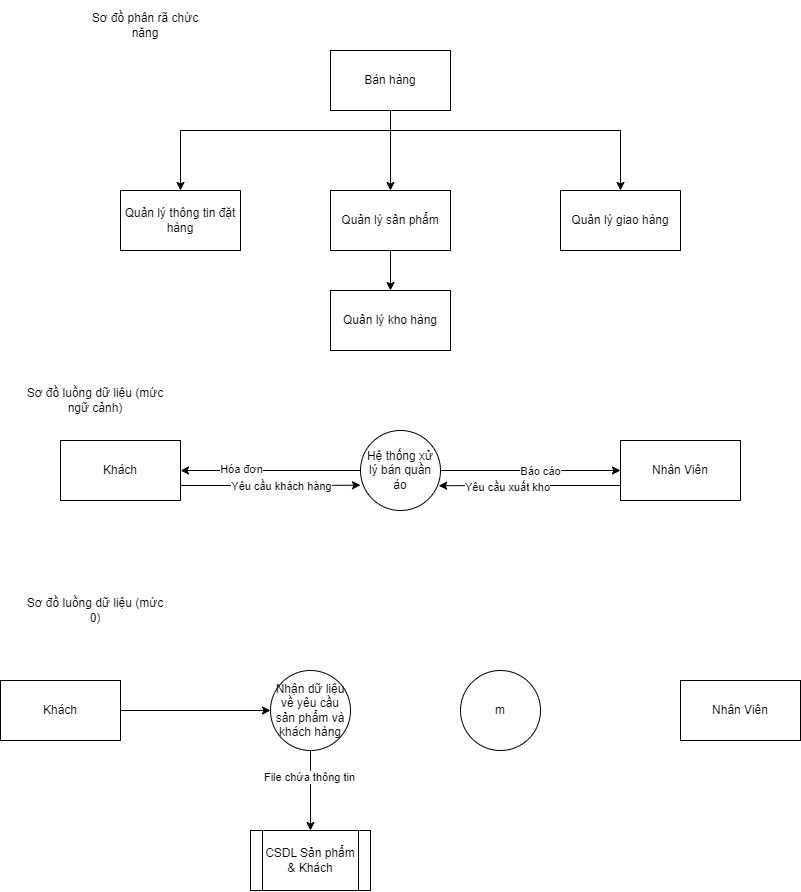 Sơ đồ phân rã chức
năng
Bán hàng
Quản lý thông tin đặt
hàng
Quản lý sản phẩm
Quản lý giao hàng
Quản lý kho hàng
Sơ đồ luồng dữ liệu (mức
ngữ cảnh)
Khách
Hóa đơn
Yêu cầu khách hàng
Hệ thống xử
lý bán quần
áo
Báo cáo
Yêu cầu xuất kho
Nhân Viên
Sơ đồ luồng dữ liệu (mức
0)
Khách
Nhận dữ liệu
về yêu cầu
sản phẩm và
khách hàng
m
Nhân Viên
File chứa thông tin
CSDL Sản phẩm
& Khách